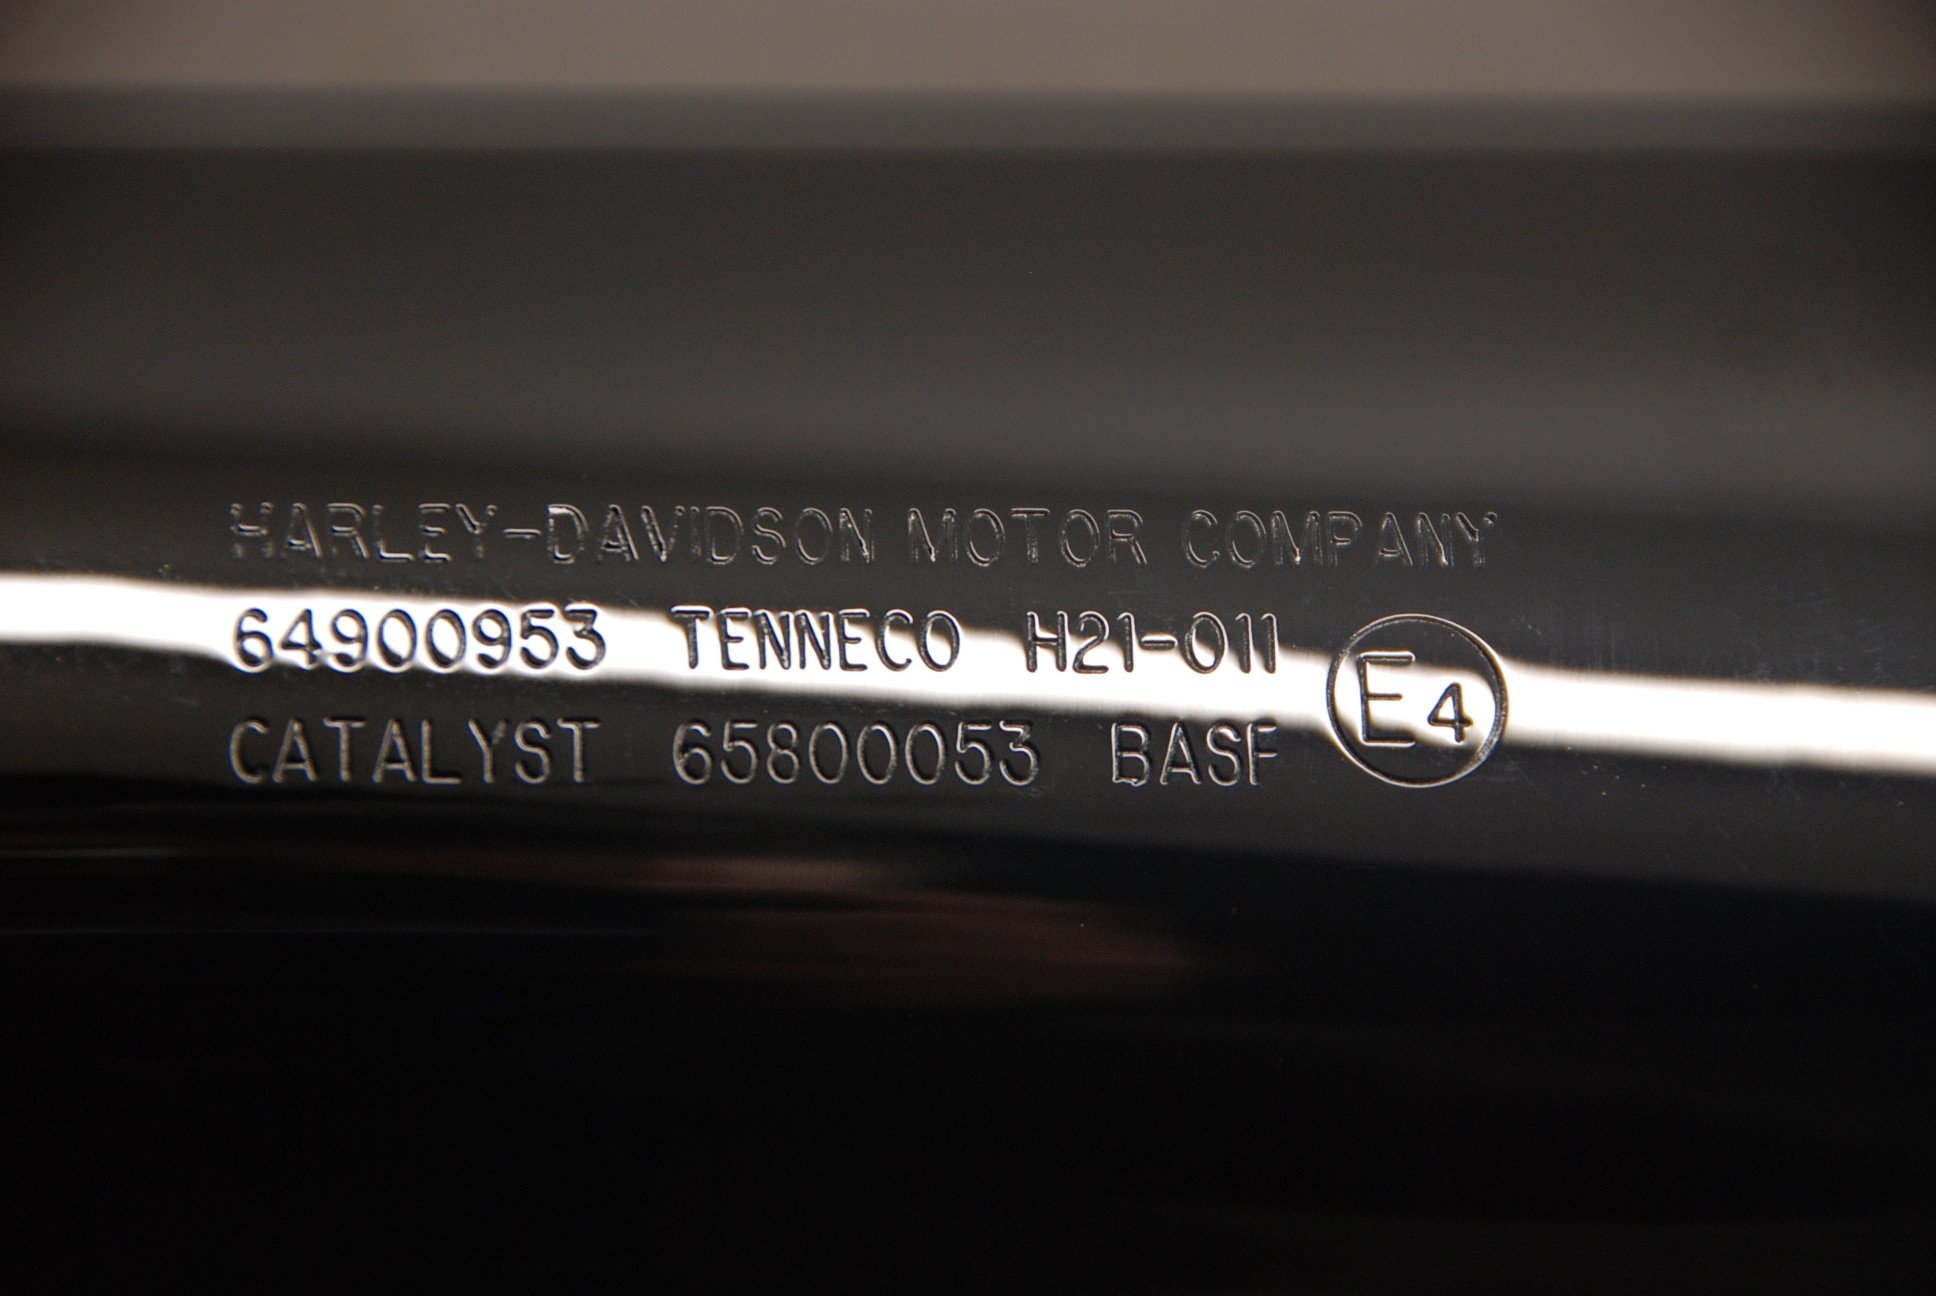 HARLEY-DAVIDSON MOTOR COMPANY
64900953 TENNECO H21-011
E4
CATALYST 65800053 BASF